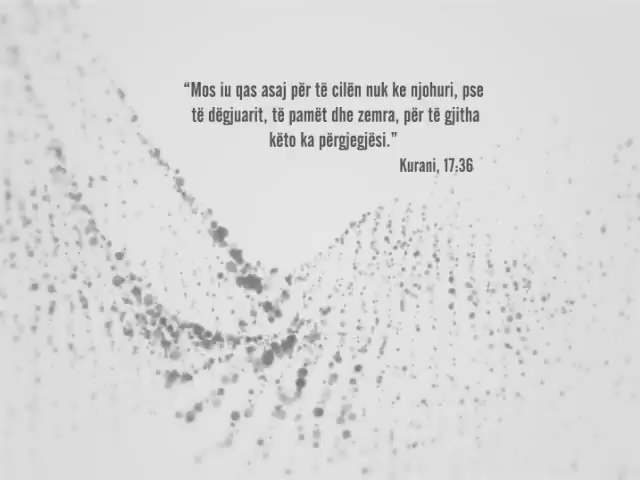 “Mos iu qas asaj për të cilën nuk ke njohuri, pse
të dëgjuarit, të pamët dhe zemra, për të gjitha
këto ka përgjegjësi.”
Kurani, 17:36